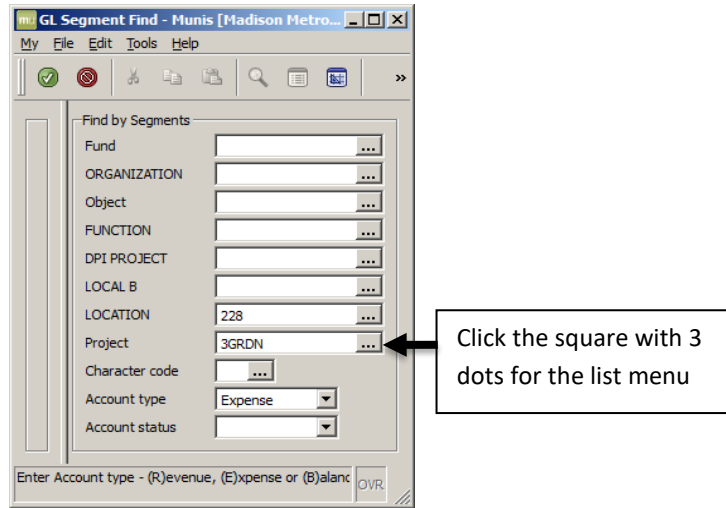 mu GL Segment Find - Munis [Madison Metro...
My File Edit Tools Help
»
Find by Segments
Fund ...
ORGANIZATION ...
Object ...
FUNCTION ...
DPI PROJECT ...
LOCAL B ...
LOCATION 228 ...
Project 3GRDN ...
Character code ...
Account type Expense
Account status
Click the square with 3
dots for the list menu
Enter Account type - (R)evenue, (E)xpense or (B)alanc OVR